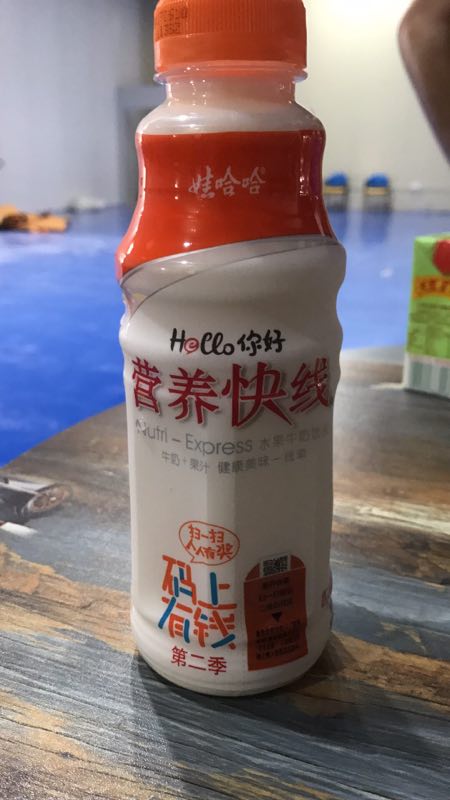 娃哈哈®
Hello你好
营养快线
Nutri-Express 水果牛奶饮
牛奶+果汁 健康美味一线牵
扫一扫
人人有奖
码上
有钱
第二季